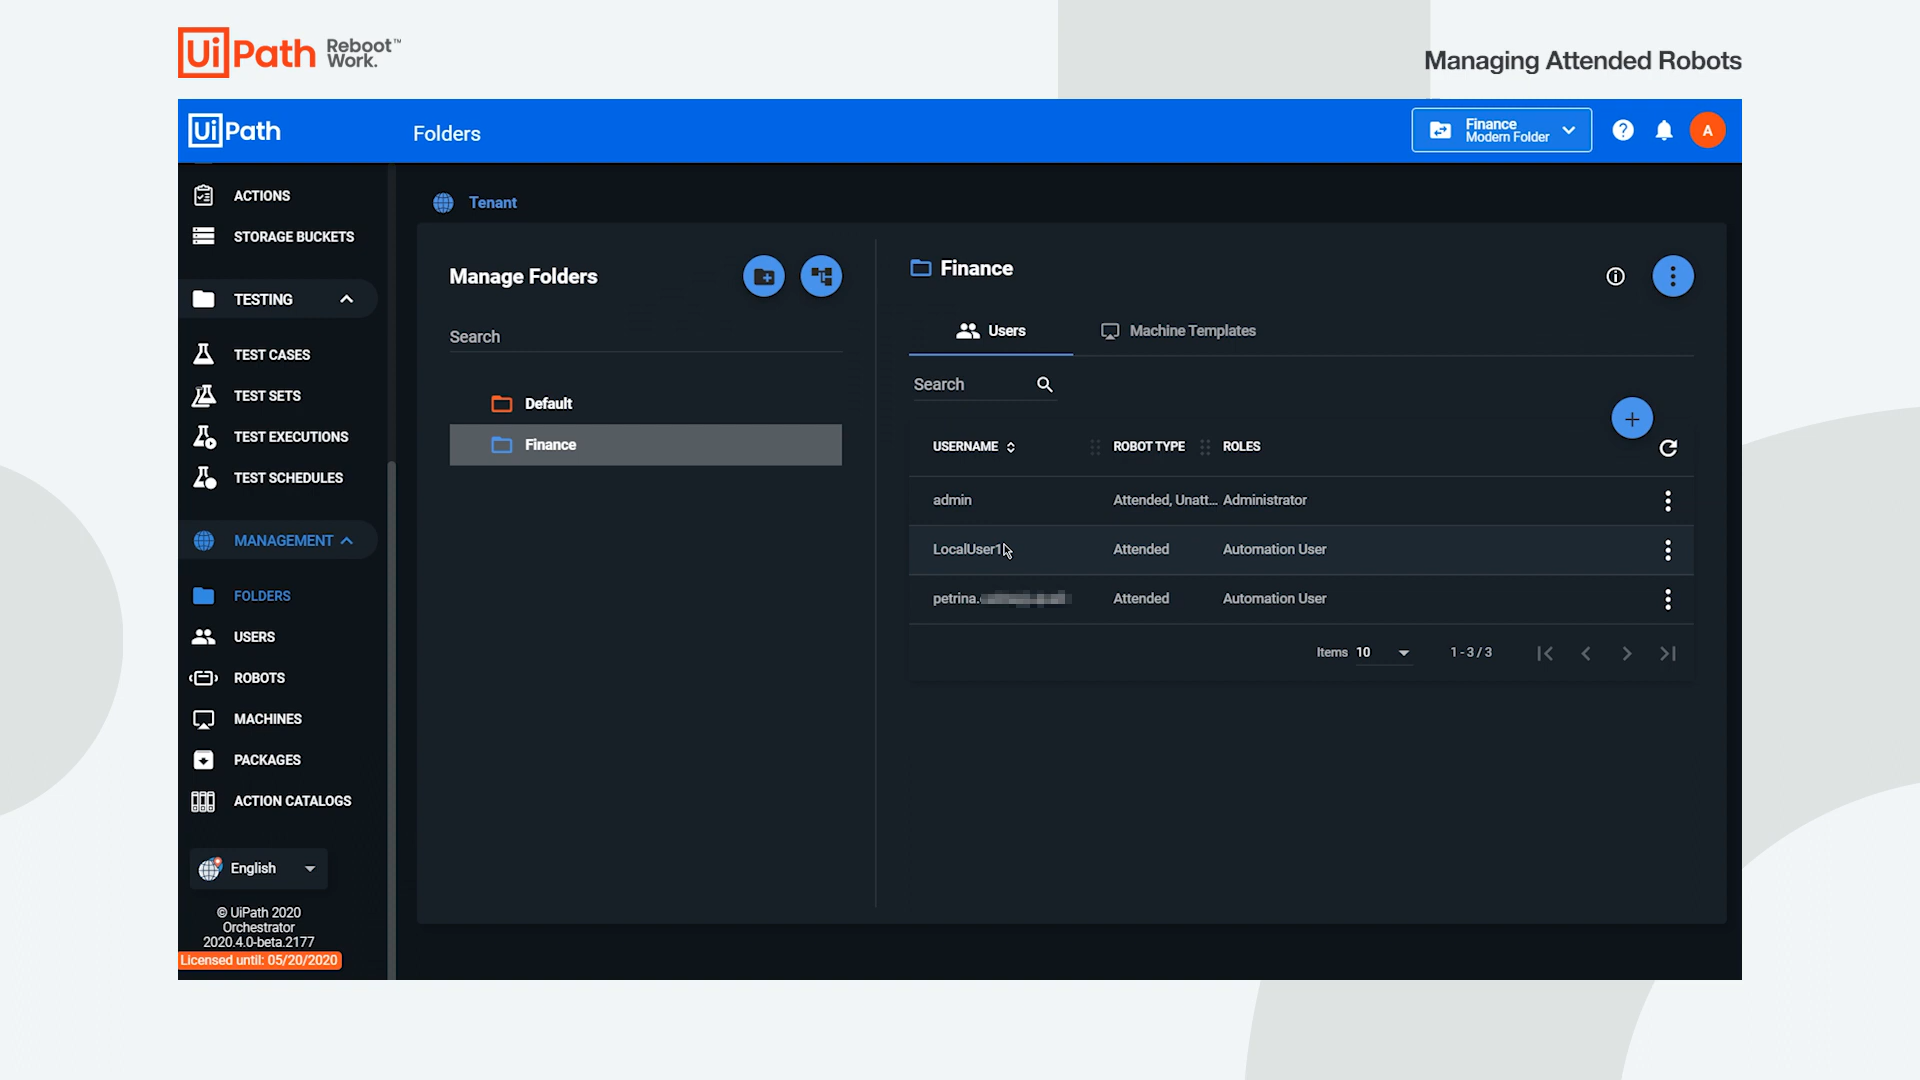 UiPath Reboot Work.™
Managing Attended Robots
UiPath
Folders
Finance
Modern Folder
?
A
ACTIONS
STORAGE BUCKETS
TESTING
TEST CASES
TEST SETS
TEST EXECUTIONS
TEST SCHEDULES
MANAGEMENT
FOLDERS
USERS
ROBOTS
MACHINES
PACKAGES
ACTION CATALOGS
English
© UiPath 2020
Orchestrator
2020.4.0-beta.2177
Licensed until: 05/20/2020
Tenant
Manage Folders
Search
Default
Finance
Finance
Users
Machine Templates
Search
USERNAME ROBOT TYPE ROLES
admin Attended, Unatt... Administrator
LocalUser1 Attended Automation User
petrina. Attended Automation User
Items 10 1 - 3 / 3